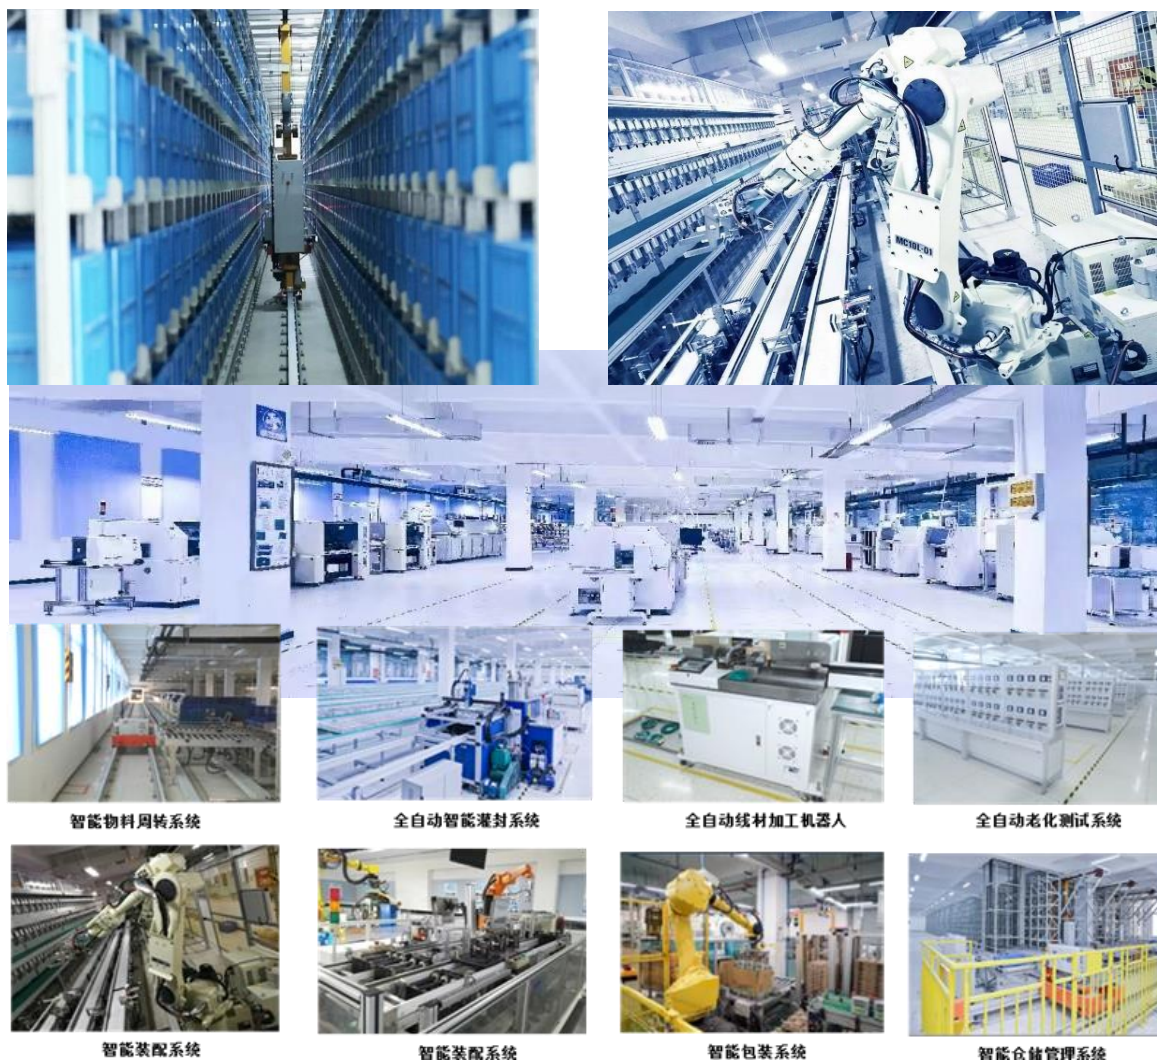 MC10L-01
智能物料周转系统
全自动智能灌封系统
全自动线材加工机器人
全自动老化测试系统
智能装配系统
智能装配系统
智能包装系统
智能仓储管理系统